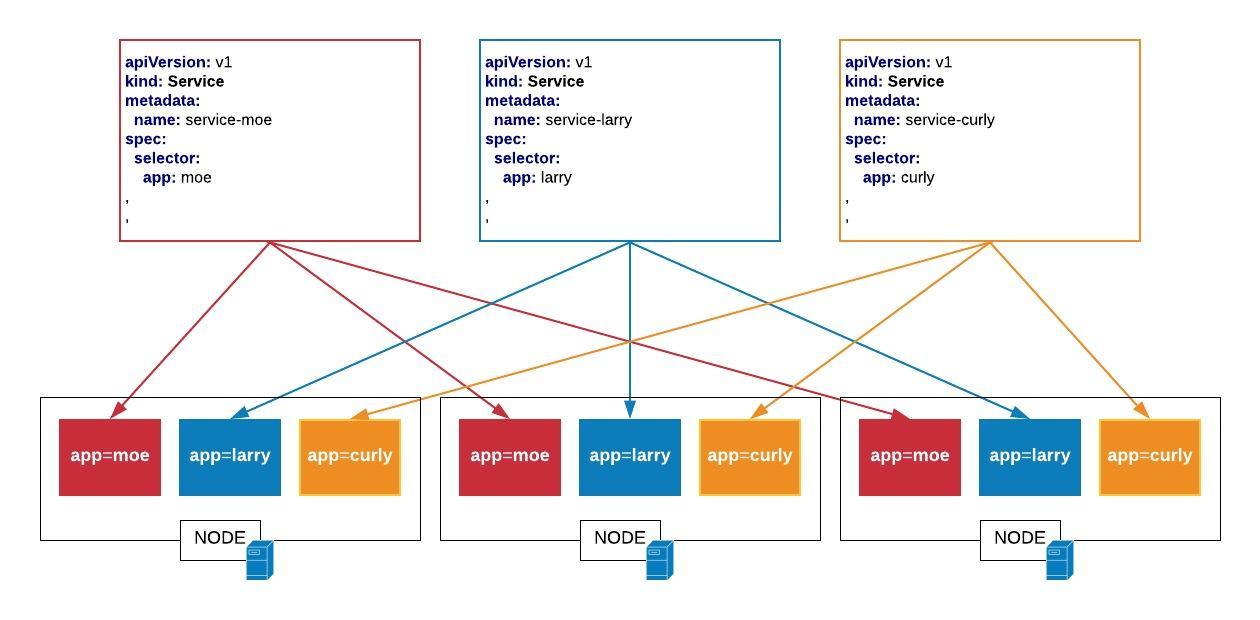 apiVersion: v1
kind: Service
metadata:
  name: service-moe
spec:
  selector:
    app: moe
,
,
apiVersion: v1
kind: Service
metadata:
  name: service-larry
spec:
  selector:
    app: larry
,
,
apiVersion: v1
kind: Service
metadata:
  name: service-curly
spec:
  selector:
    app: curly
,
,
app=moe
app=larry
app=curly
app=moe
app=larry
app=curly
app=moe
app=larry
app=curly
NODE
NODE
NODE